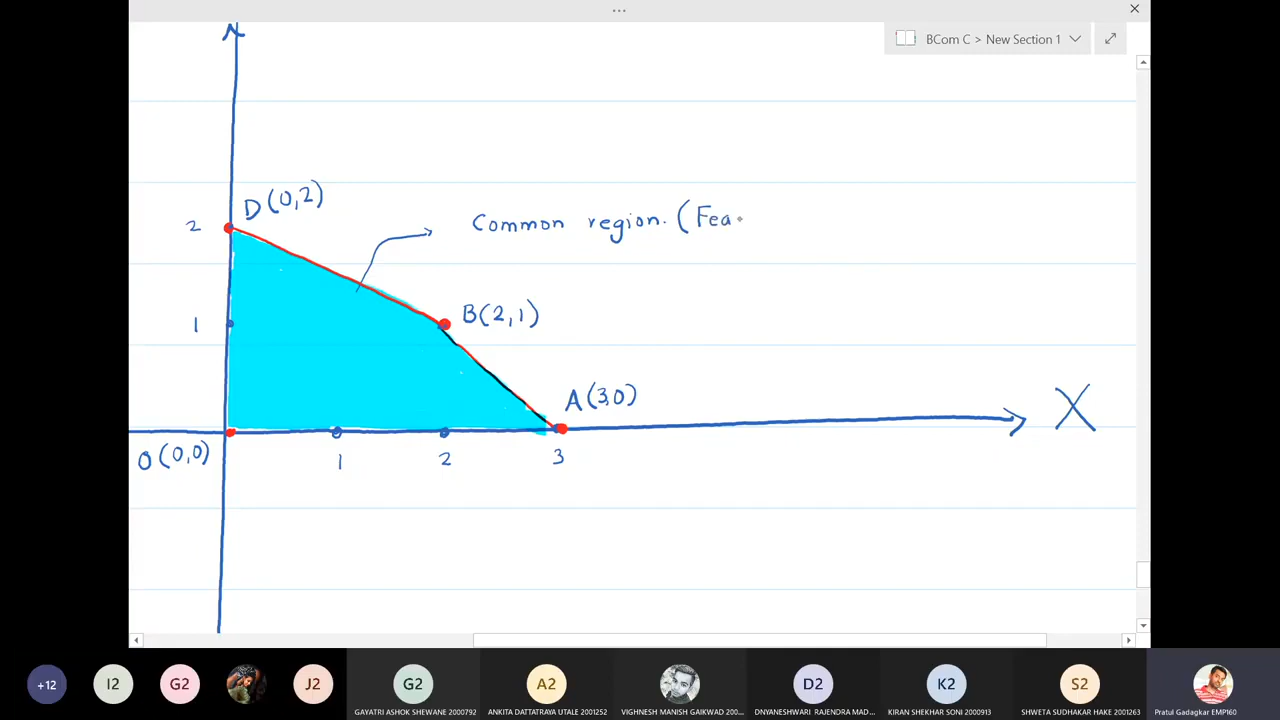 BCom C > New Section 1
D(0,2)
2
Common region. (Fea
1
B(2,1)
A(3,0)
X
O(0,0)
1
2
3
+12
I2
G2
J2
G2
A2
D2
K2
S2
GAYATRI ASHOK SHEWANE 2000792
ANKITA DATTATRAYA UTALE 2001252
VIGHNESH MANISH GAIKWAD 200...
DNYANESHWARI RAJENDRA MAD...
KIRAN SHEKHAR SONI 2000913
SHWETA SUDHAKAR HAKE 2001263
Pratul Gadagkar EMP160